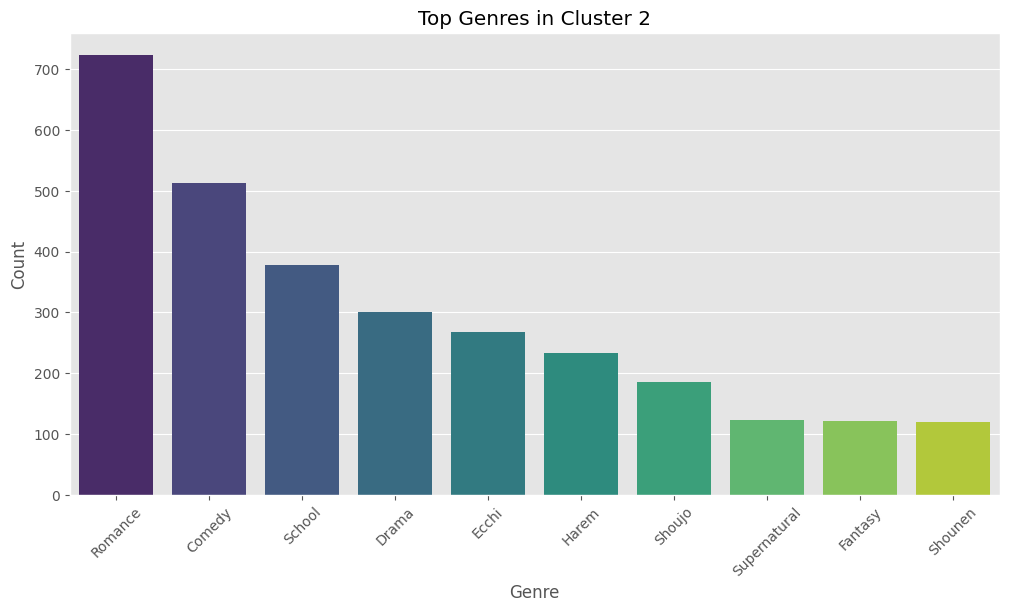 Top Genres in Cluster 2
Count
700
600
500
400
300
200
100
0
Romance
Comedy
School
Drama
Ecchi
Harem
Shoujo
Supernatural
Fantasy
Shounen
Genre